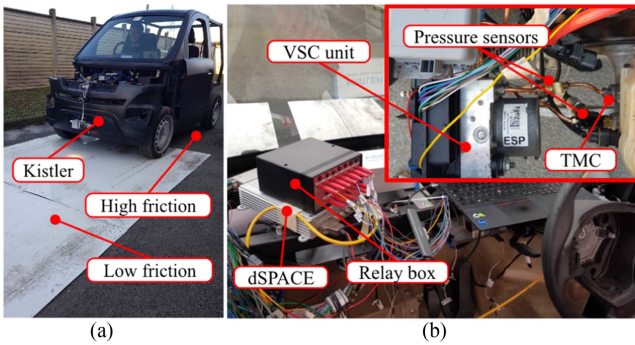 Kistler
High friction
Low friction
(a)
VSC unit
Pressure sensors
ESP
TMC
dSPACE
Relay box
(b)